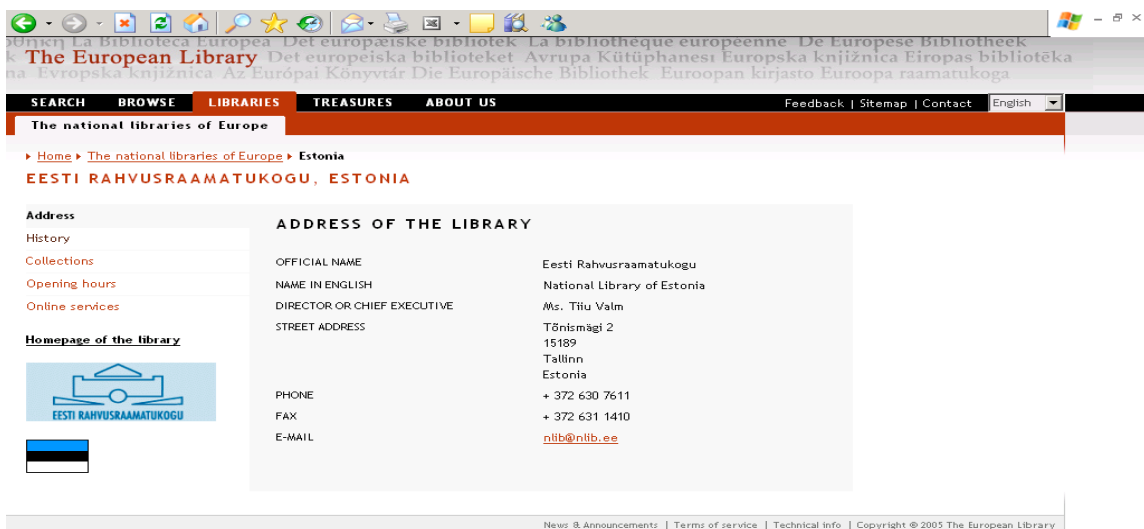 θήκη La Biblioteca Europea Det europæiske bibliotek La bibliothèque européenne De Europese Bibliotheek
The European Library Det europeiska biblioteket Avrupa Kütüphanesi Europska knjižnica Eiropas bibliotēka
na Evropska knjižnica Az Európai Könyvtár Die Europäische Bibliothek Euroopan kirjasto Euroopa raamatukoga
SEARCH BROWSE LIBRARIES TREASURES ABOUT US Feedback | Sitemap | Contact English
The national libraries of Europe
Home The national libraries of Europe Estonia
EESTI RAHVUSRAAMATUKOGU, ESTONIA
Address
History
Collections
Opening hours
Online services
Homepage of the library
EESTI RAHVUSRAAMATUKOGU
ADDRESS OF THE LIBRARY
OFFICIAL NAME Eesti Rahvusraamatukogu
NAME IN ENGLISH National Library of Estonia
DIRECTOR OR CHIEF EXECUTIVE Ms. Tiiu Valm
STREET ADDRESS Tõnismägi 2
15189
Tallinn
Estonia
PHONE + 372 630 7611
FAX + 372 631 1410
E-MAIL nlib@nlib.ee
News & Announcements | Terms of service | Technical info | Copyright © 2005 The European Library